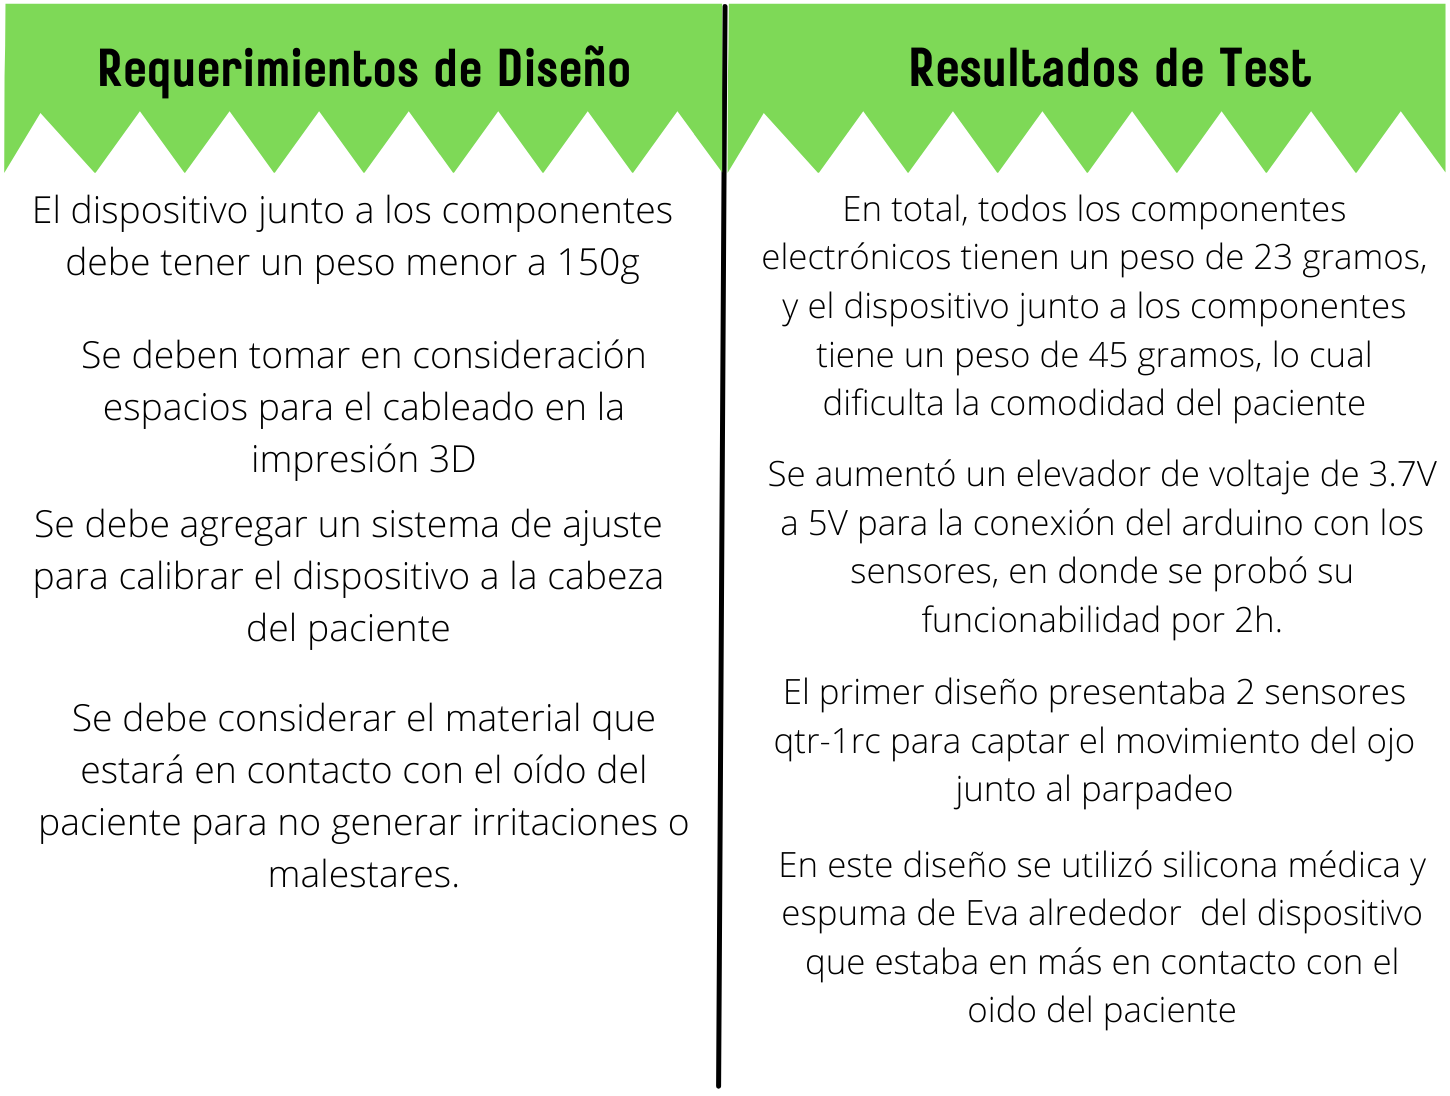 Requerimientos de Diseño
El dispositivo junto a los componentes
debe tener un peso menor a 150g
Se deben tomar en consideración
espacios para el cableado en la
impresión 3D
Se debe agregar un sistema de ajuste
para calibrar el dispositivo a la cabeza
del paciente
Se debe considerar el material que
estará en contacto con el oído del
paciente para no generar irritaciones o
malestares.
Resultados de Test
En total, todos los componentes
electrónicos tienen un peso de 23 gramos,
y el dispositivo junto a los componentes
tiene un peso de 45 gramos, lo cual
dificulta la comodidad del paciente
Se aumentó un elevador de voltaje de 3.7V
a 5V para la conexión del arduino con los
sensores, en donde se probó su
funcionabilidad por 2h.
El primer diseño presentaba 2 sensores
qtr-1rc para captar el movimiento del ojo
junto al parpadeo
En este diseño se utilizó silicona médica y
espuma de Eva alrededor  del dispositivo
que estaba en más en contacto con el
oido del paciente